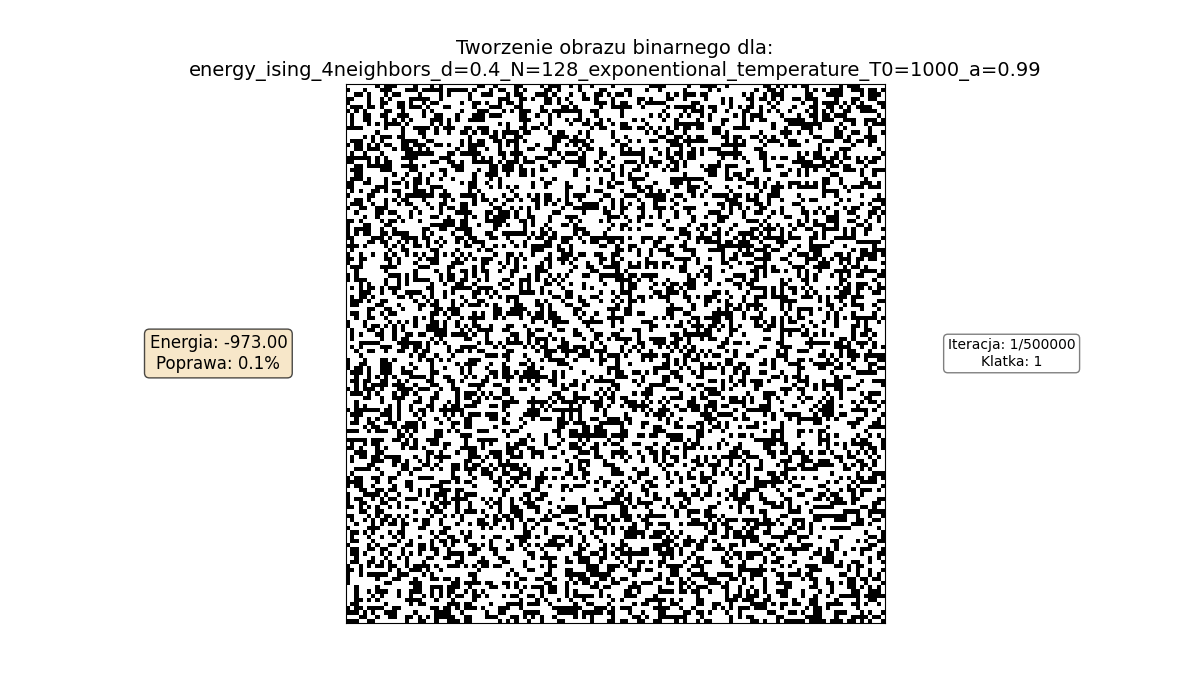 Tworzenie obrazu binarnego dla:
energy_ising_4neighbors_d=0.4_N=128_exponentional_temperature_T0=1000_a=0.99
Energia: -973.00
Poprawa: 0.1%
Iteracja: 1/500000
Klatka: 1